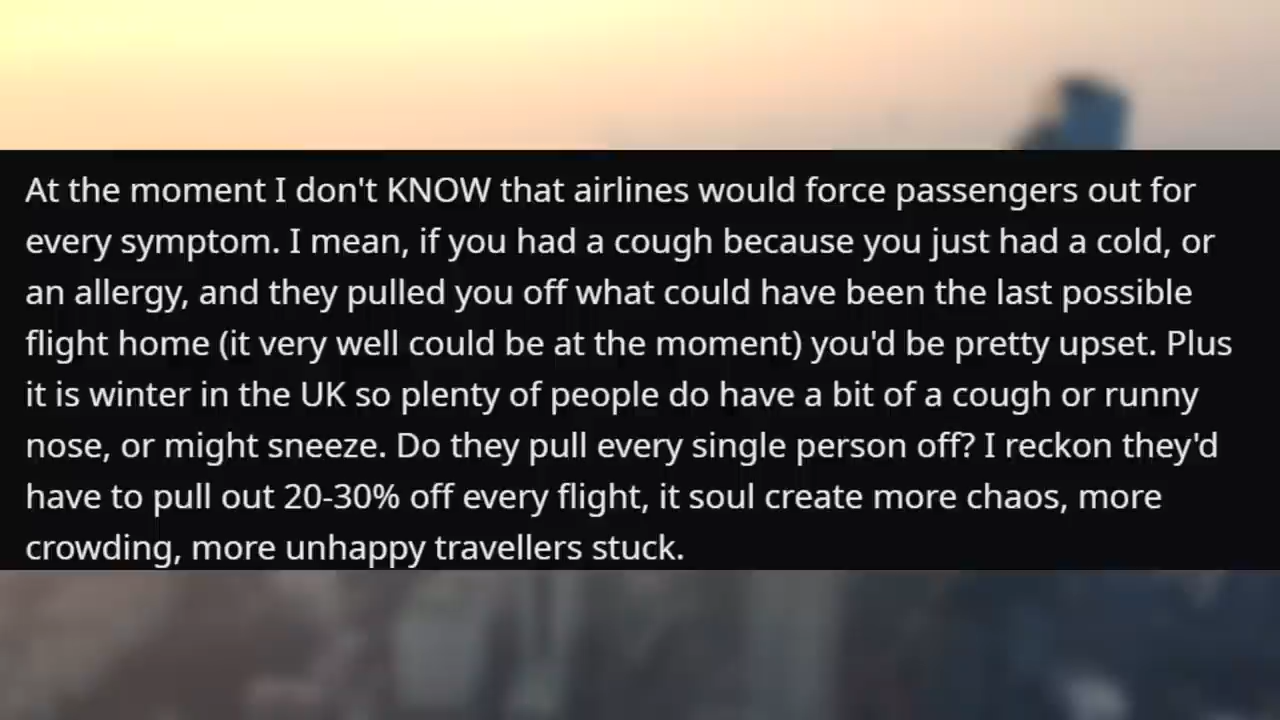 At the moment I don't KNOW that airlines would force passengers out for
every symptom. I mean, if you had a cough because you just had a cold, or
an allergy, and they pulled you off what could have been the last possible
flight home (it very well could be at the moment) you'd be pretty upset. Plus
it is winter in the UK so plenty of people do have a bit of a cough or runny
nose, or might sneeze. Do they pull every single person off? I reckon they'd
have to pull out 20-30% off every flight, it soul create more chaos, more
crowding, more unhappy travellers stuck.